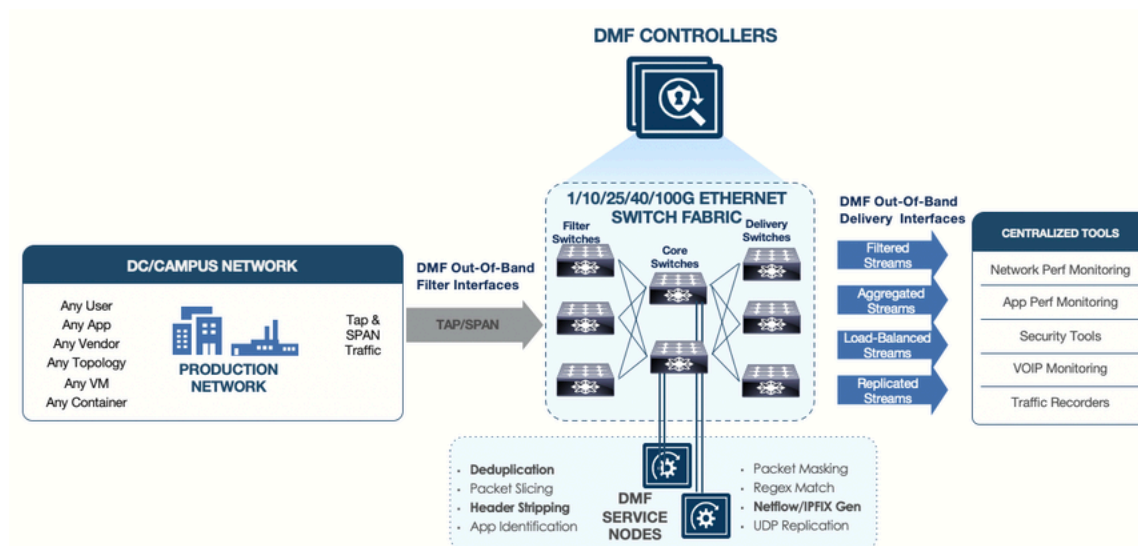 DMF CONTROLLERS
1/10/25/40/100G ETHERNET
SWITCH FABRIC
Filter
Switches
Core
Switches
Delivery
Switches
DMF Out-Of-Band
Delivery Interfaces
Filtered
Streams
Aggregated
Streams
Load-Balanced
Streams
Replicated
Streams
CENTRALIZED TOOLS
Network Perf Monitoring
App Perf Monitoring
Security Tools
VOIP Monitoring
Traffic Recorders
DC/CAMPUS NETWORK
Any User
Any App
Any Vendor
Any Topology
Any VM
Any Container
PRODUCTION
NETWORK
Tap &
SPAN
Traffic
DMF Out-Of-Band
Filter Interfaces
TAP/SPAN
• Deduplication
• Packet Slicing
• Header Stripping
• App Identification
DMF
SERVICE
NODES
• Packet Masking
• Regex Match
• Netflow/IPFIX Gen
• UDP Replication